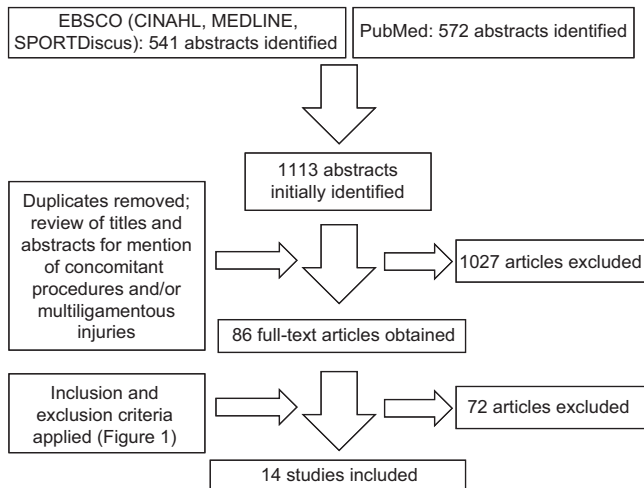 EBSCO (CINAHL, MEDLINE,
SPORTDiscus): 541 abstracts identified
PubMed: 572 abstracts identified
1113 abstracts
initially identified
Duplicates removed;
review of titles and
abstracts for mention
of concomitant
procedures and/or
multiligamentous
injuries
1027 articles excluded
86 full-text articles obtained
Inclusion and
exclusion criteria
applied (Figure 1)
72 articles excluded
14 studies included